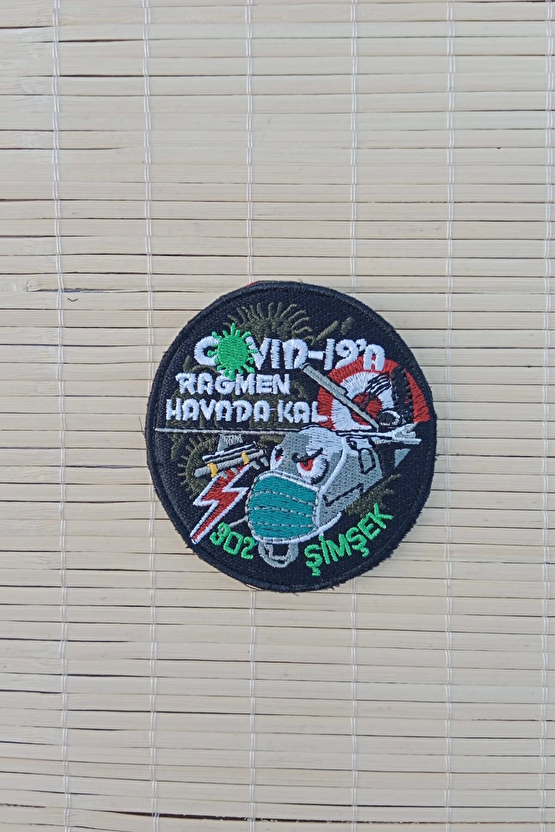 COVID-19'A
RAGMEN
HAVADA KAL
302 ŞİMŞEK